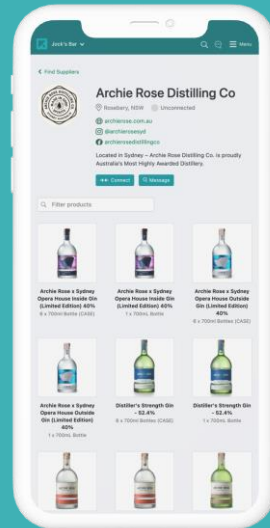 Jock's Bar
Menu
Find Suppliers
Archie Rose Distilling Co
Rosebery, NSW Unconnected
archierose.com.au
@archierosesyd
archierosedistillingco
Located in Sydney – Archie Rose Distilling Co. is proudly
Australia's Most Highly Awarded Distillery.
Connect Message
Filter products
Archie Rose x Sydney
Opera House Inside Gin
(Limited Edition) 40%
6 x 700ml Bottle (CASE)
Archie Rose x Sydney
Opera House Inside Gin
(Limited Edition) 40%
1 x 700mL Bottle
Archie Rose x Sydney
Opera House Outside
Gin (Limited Edition)
40%
6 x 700ml Bottles (CASE)
Archie Rose x Sydney
Opera House Outside
Gin (Limited Edition)
40%
1 x 700mL Bottle
Distiller's Strength Gin
- 52.4%
6 x 700ml Bottles (CASE)
Distiller's Strength Gin
- 52.4%
1 x 700mL Bottle